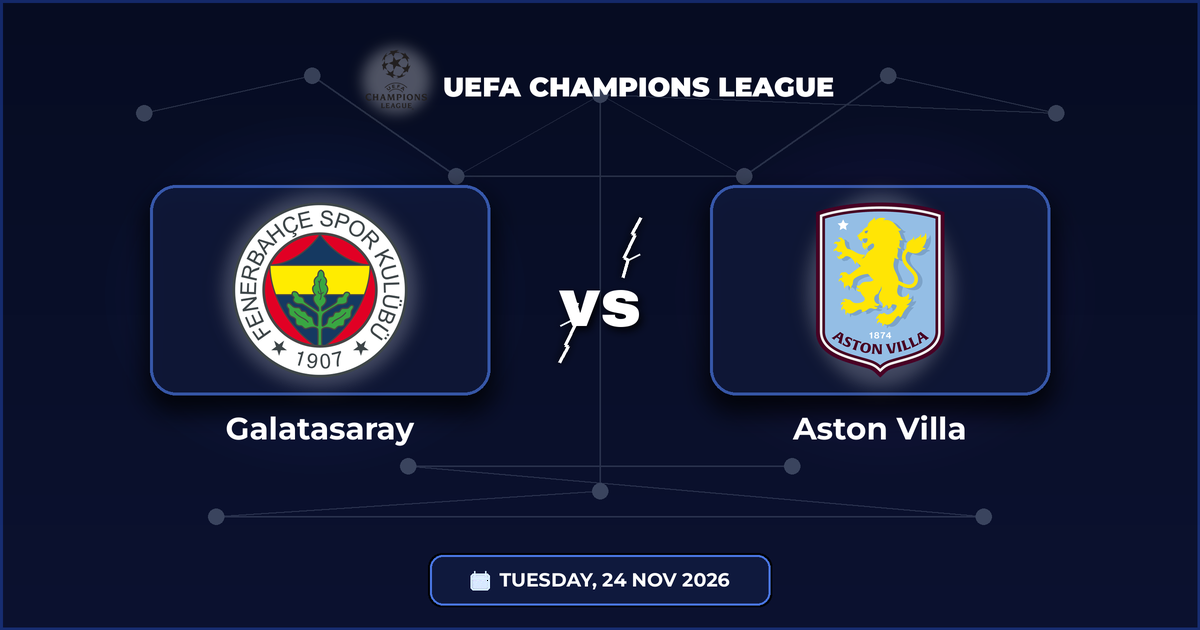 UEFA
CHAMPIONS
LEAGUE
UEFA CHAMPIONS LEAGUE
FENERBAHÇE SPOR KULÜBÜ
★ 1907 ★
vs
1874
ASTON VILLA
Galatasaray
Aston Villa
TUESDAY, 24 NOV 2026